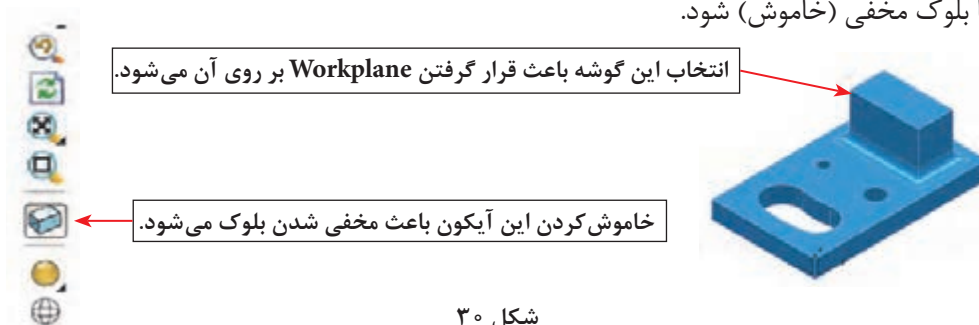 بلوک مخفی (خاموش) شود.
انتخاب این گوشه باعث قرار گرفتن Workplane بر روی آن می‌شود.
خاموش‌کردن این آیکون باعث مخفی شدن بلوک می‌شود.
شکل ۳۰